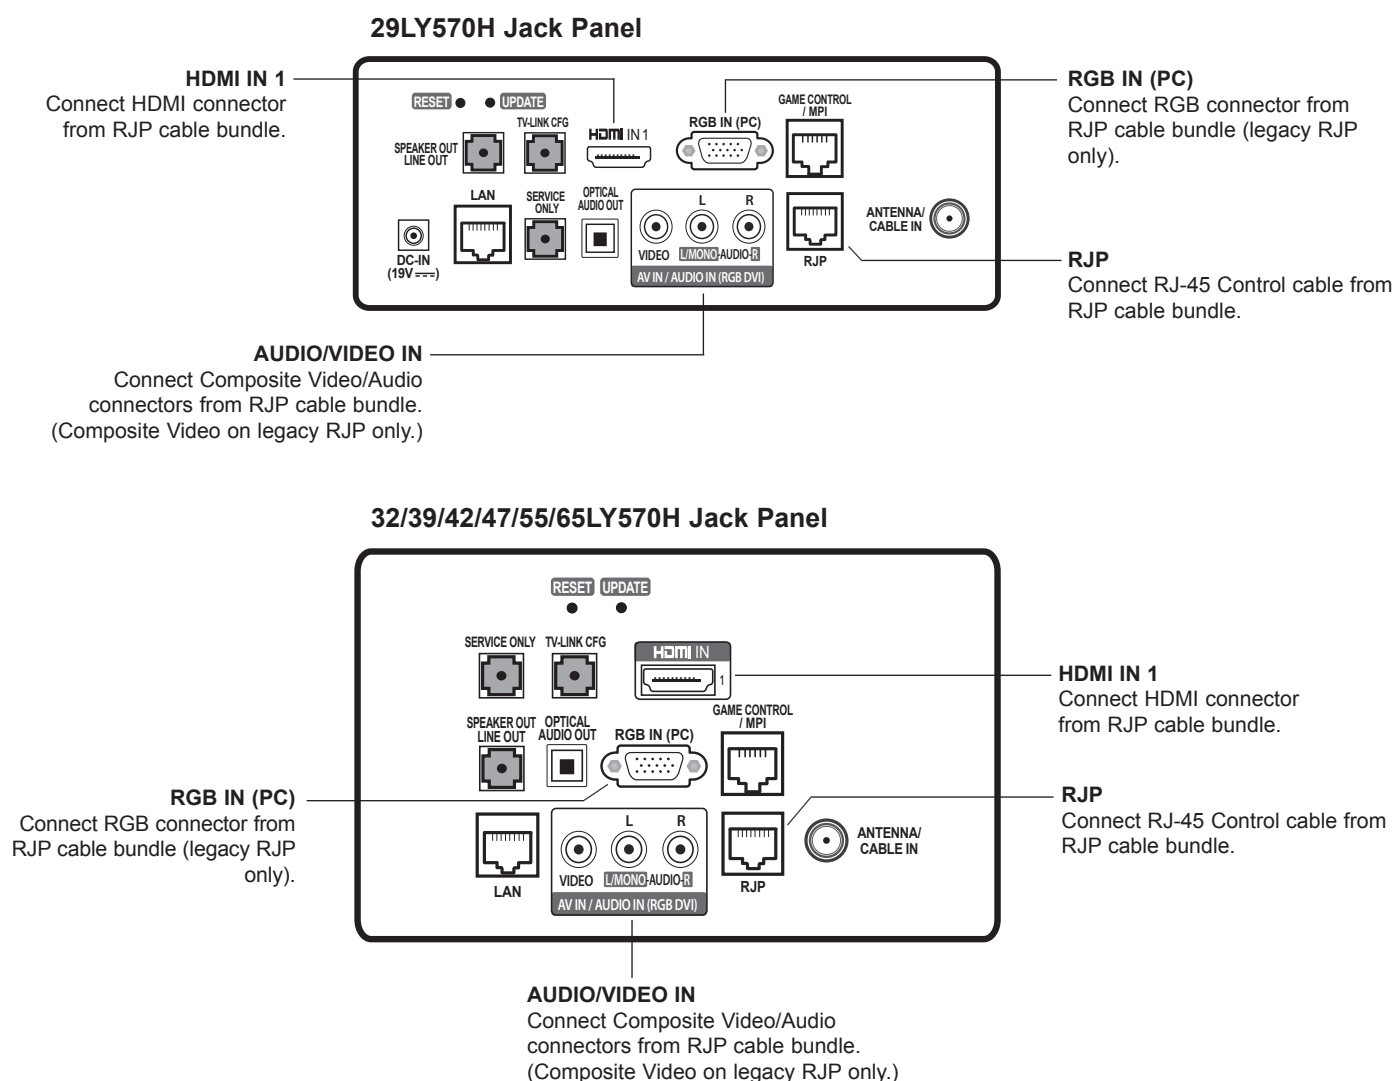 29LY570H Jack Panel
HDMI IN 1
Connect HDMI connector
from RJP cable bundle.
RGB IN (PC)
Connect RGB connector from
RJP cable bundle (legacy RJP
only).
RESET
UPDATE
TV-LINK CFG
SPEAKER OUT
LINE OUT
HDMI IN 1
RGB IN (PC)
GAME CONTROL
/ MPI
LAN
SERVICE
ONLY
OPTICAL
AUDIO OUT
L
R
ANTENNA/
CABLE IN
DC-IN
(19V ⎓)
VIDEO
L/MONO-AUDIO-R
AV IN / AUDIO IN (RGB DVI)
RJP
RJP
Connect RJ-45 Control cable from
RJP cable bundle.
AUDIO/VIDEO IN
Connect Composite Video/Audio
connectors from RJP cable bundle.
(Composite Video on legacy RJP only.)
32/39/42/47/55/65LY570H Jack Panel
RESET
UPDATE
SERVICE ONLY
TV-LINK CFG
HDMI IN
1
HDMI IN 1
Connect HDMI connector
from RJP cable bundle.
SPEAKER OUT
LINE OUT
OPTICAL
AUDIO OUT
RGB IN (PC)
GAME CONTROL
/ MPI
RGB IN (PC)
Connect RGB connector from
RJP cable bundle (legacy RJP
only).
RJP
Connect RJ-45 Control cable from
RJP cable bundle.
L
R
ANTENNA/
CABLE IN
LAN
VIDEO
L/MONO-AUDIO-R
AV IN / AUDIO IN (RGB DVI)
RJP
AUDIO/VIDEO IN
Connect Composite Video/Audio
connectors from RJP cable bundle.
(Composite Video on legacy RJP only.)